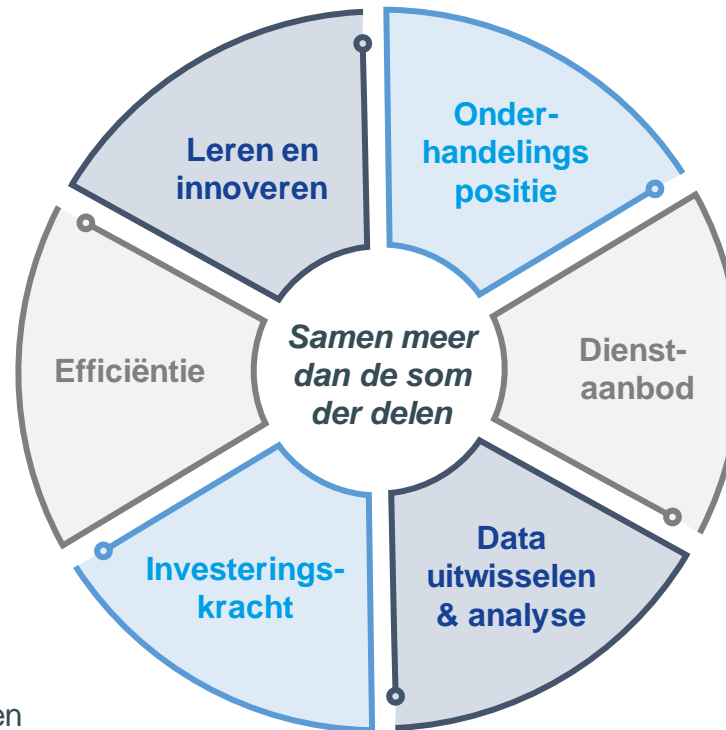 Leren en
innoveren
Onder-
handelings
positie
Efficiëntie
Samen meer
dan de som
der delen
Dienst-
aanbod
Investerings-
kracht
Data
uitwisselen
& analyse
en